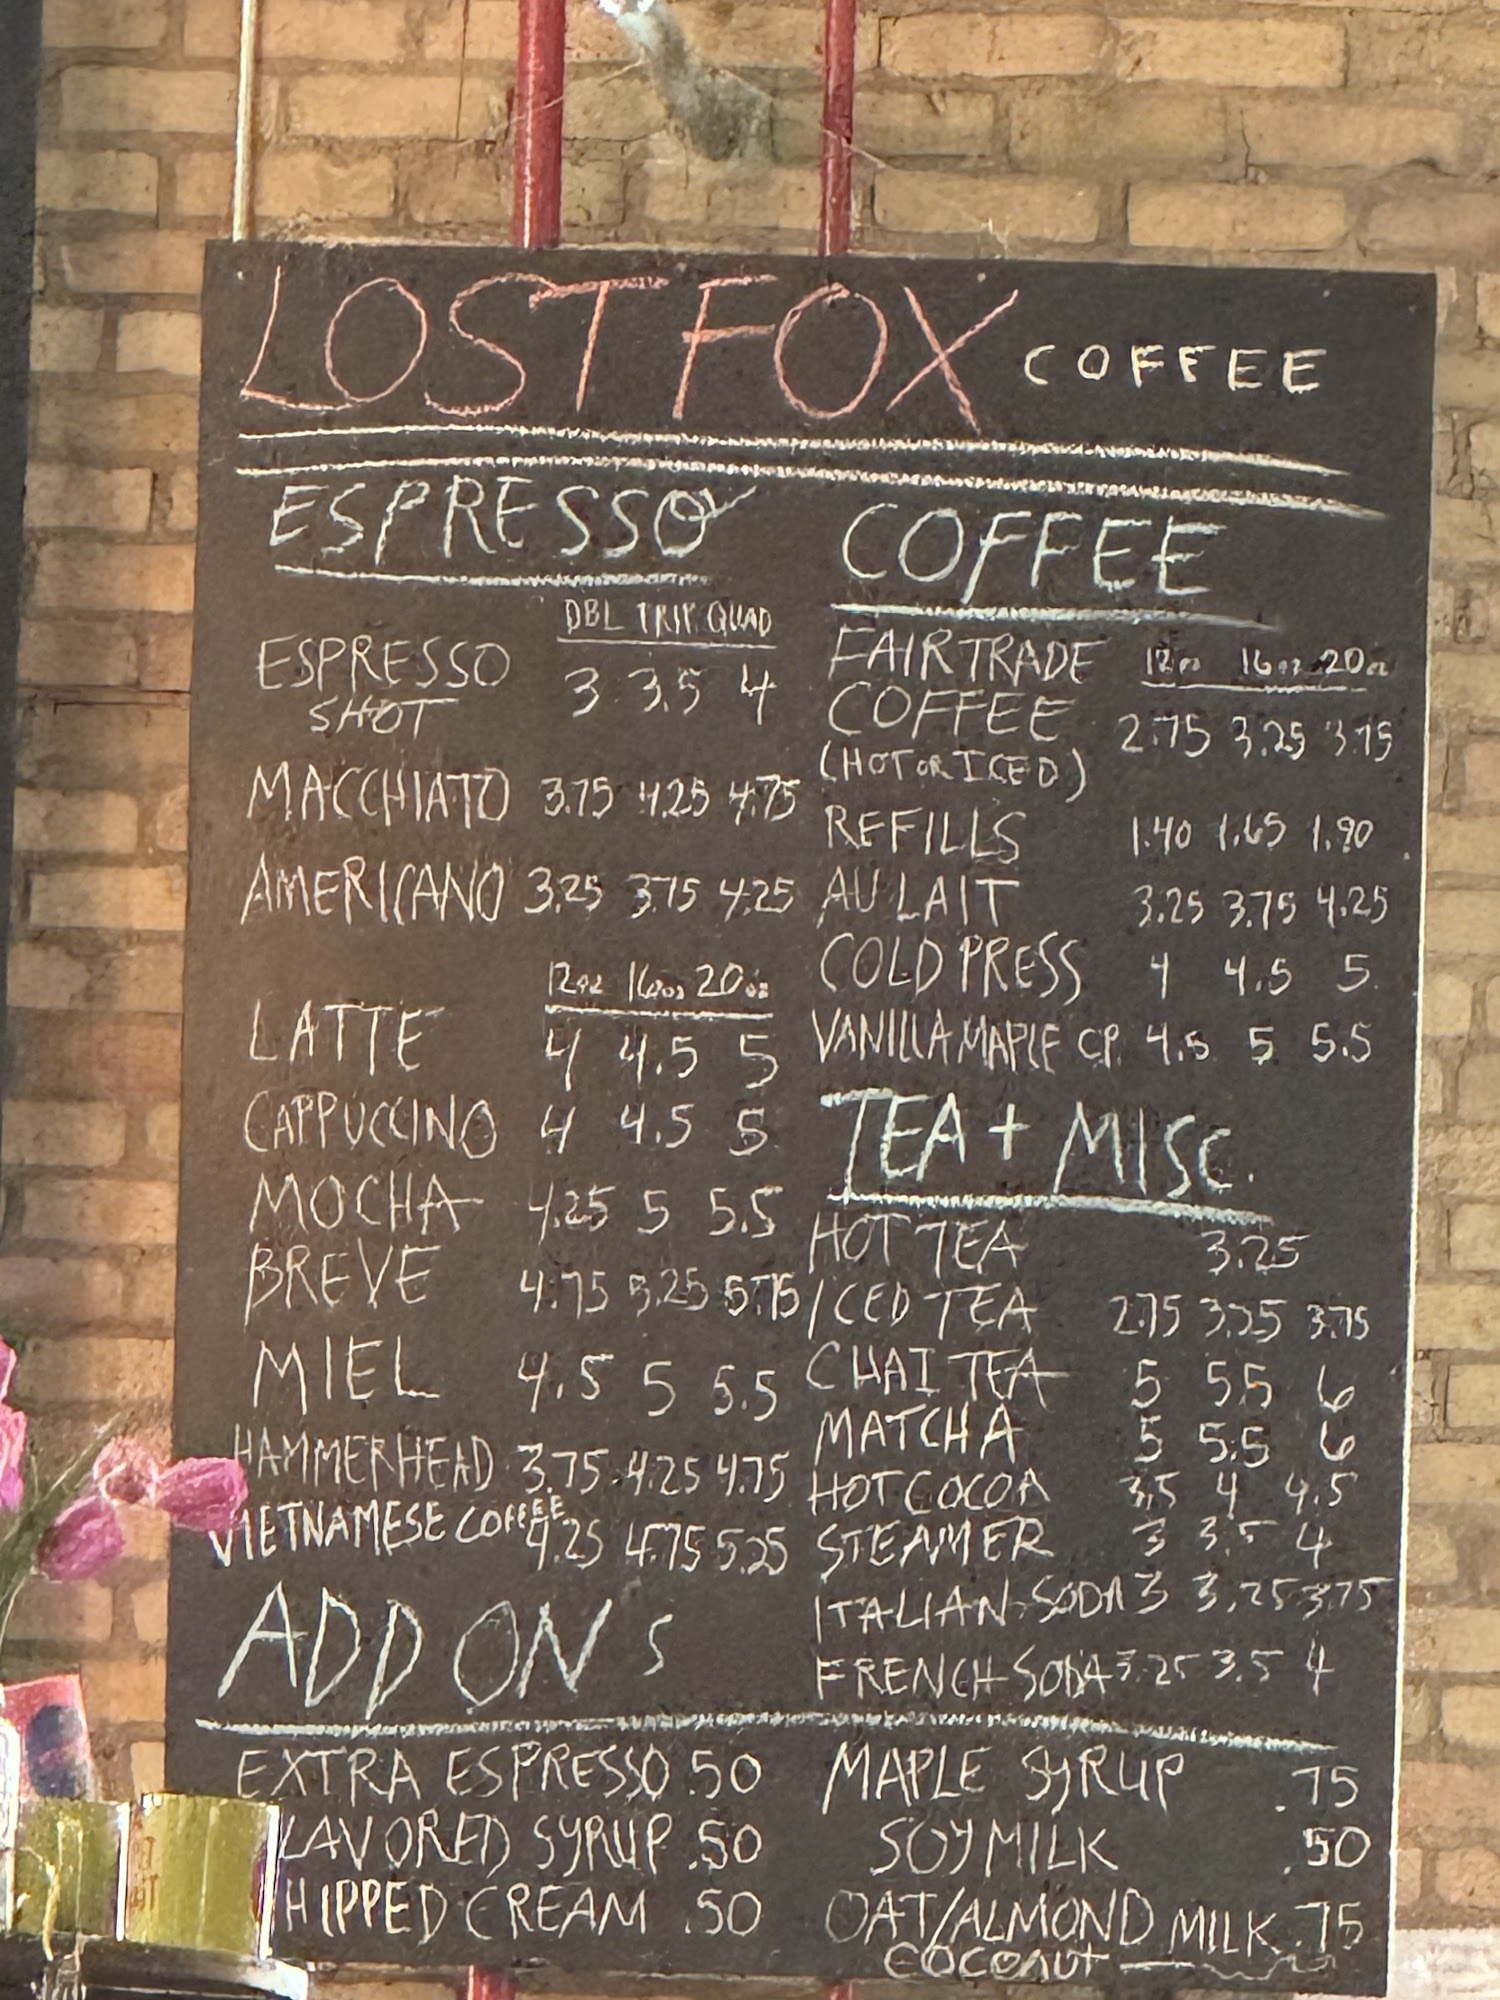 LOST FOX COFFEE
ESPRESSO
DBL TRIP QUAD
ESPRESSO SHOT 3 3.5 4
MACCHIATO 3.75 4.25 4.75
AMERICANO 3.25 3.75 4.25
12oz 16oz 20oz
LATTE 4 4.5 5
CAPPUCCINO 4 4.5 5
MOCHA 4.25 5 5.5
BREVE 4.75 5.25 5.75
MIEL 4.5 5 5.5
HAMMERHEAD 3.75 4.25 4.75
VIETNAMESE COFFEE 4.25 4.75 5.25
COFFEE
12oz 16oz 20oz
FAIRTRADE
COFFEE 2.75 3.25 3.75
(HOT OR ICED)
REFILLS 1.40 1.65 1.90
AU LAIT 3.25 3.75 4.25
COLD PRESS 4 4.5 5
VANILLA MAPLE C.P. 4.5 5 5.5
TEA + MISC.
HOT TEA 3.25
ICED TEA 2.75 3.25 3.75
CHAI TEA 5 5.5 6
MATCHA 5 5.5 6
HOT COCOA 3.5 4 4.5
STEAMER 3 3.5 4
ITALIAN SODA 3 3.25 3.75
FRENCH SODA 3.25 3.5 4
ADD ONS
EXTRA ESPRESSO .50
LAVORED SYRUP .50
HIPPED CREAM .50
MAPLE SYRUP .75
SOY MILK .50
OAT/ALMOND MILK .75
COCONUT